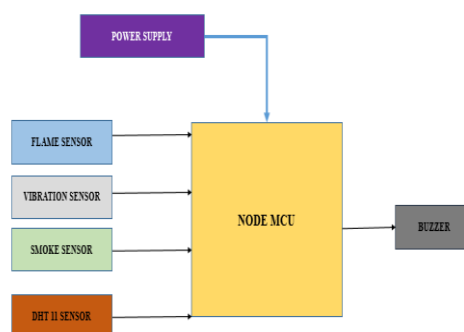 POWER SUPPLY
FLAME SENSOR
VIBRATION SENSOR
NODE MCU
BUZZER
SMOKE SENSOR
DHT 11 SENSOR